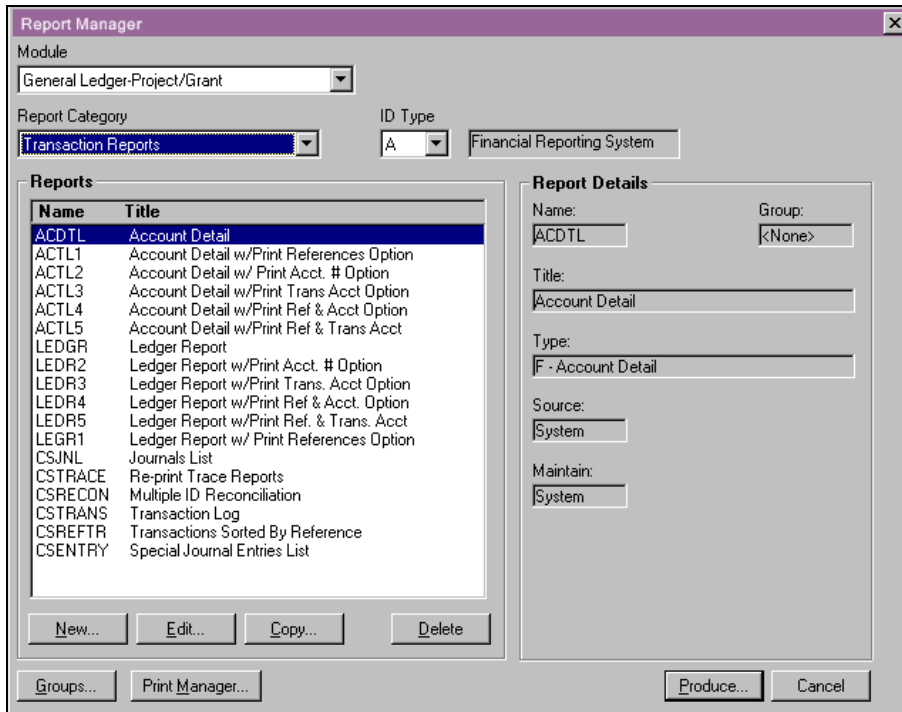 Report Manager
Module
General Ledger-Project/Grant
Report Category
ID Type
Transaction Reports
A
Financial Reporting System
Reports
Name Title
ACDTL Account Detail
ACTL1 Account Detail w/Print References Option
ACTL2 Account Detail w/ Print Acct. # Option
ACTL3 Account Detail w/Print Trans Acct Option
ACTL4 Account Detail w/Print Ref & Acct Option
ACTL5 Account Detail w/Print Ref & Trans Acct
LEDGR Ledger Report
LEDR2 Ledger Report w/Print Acct. # Option
LEDR3 Ledger Report w/Print Trans. Acct Option
LEDR4 Ledger Report w/Print Ref & Acct. Option
LEDR5 Ledger Report w/Print Ref. & Trans. Acct
LEGR1 Ledger Report w/ Print References Option
CSJNL Journals List
CSTRACE Re-print Trace Reports
CSRECON Multiple ID Reconciliation
CSTRANS Transaction Log
CSREFTR Transactions Sorted By Reference
CSENTRY Special Journal Entries List
New... Edit... Copy... Delete
Report Details
Name: Group:
ACDTL <None>
Title:
Account Detail
Type:
F - Account Detail
Source:
System
Maintain:
System
Groups... Print Manager... Produce... Cancel